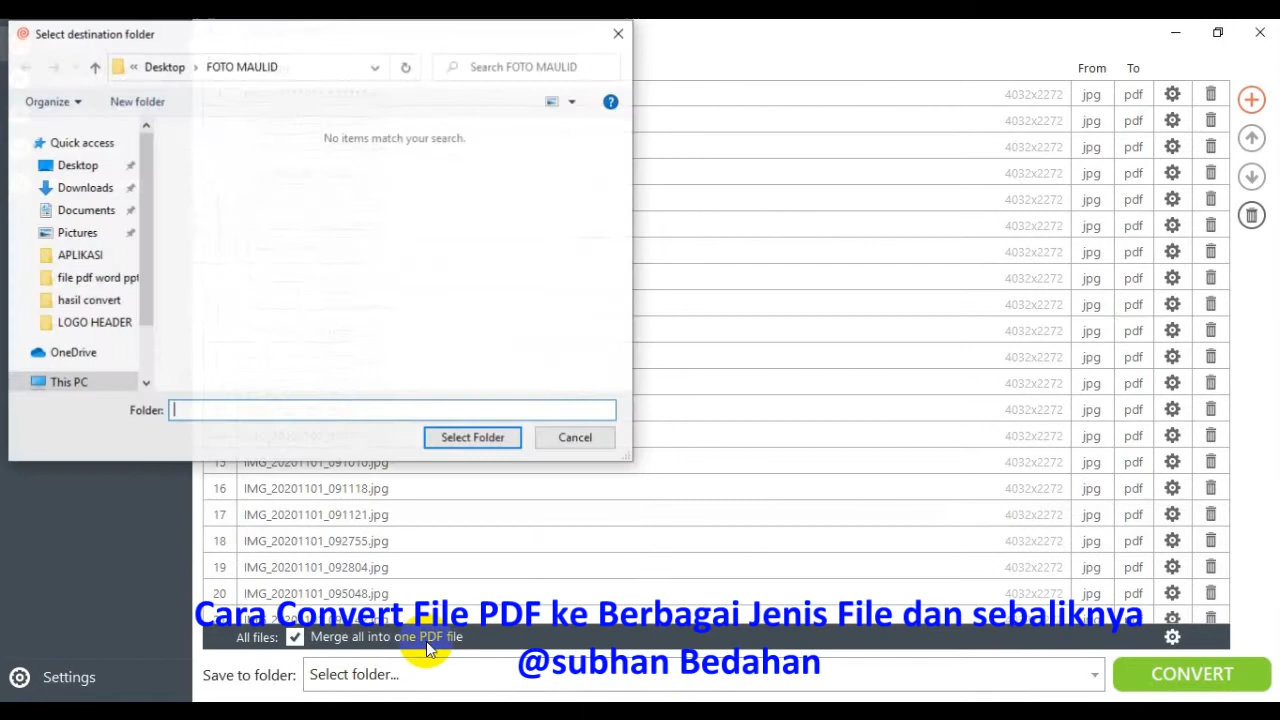 Select destination folder
« Desktop › FOTO MAULID
Search FOTO MAULID
Organize
New folder
No items match your search.
Quick access
Desktop
Downloads
Documents
Pictures
APLIKASI
file pdf word ppt
hasil convert
LOGO HEADER
OneDrive
This PC
Folder:
Select Folder
Cancel
From To
4032x2272 jpg pdf
4032x2272 jpg pdf
4032x2272 jpg pdf
4032x2272 jpg pdf
4032x2272 jpg pdf
4032x2272 jpg pdf
4032x2272 jpg pdf
4032x2272 jpg pdf
4032x2272 jpg pdf
4032x2272 jpg pdf
4032x2272 jpg pdf
4032x2272 jpg pdf
4032x2272 jpg pdf
4032x2272 jpg pdf
15 IMG_20201101_091010.jpg 4032x2272 jpg pdf
16 IMG_20201101_091118.jpg 4032x2272 jpg pdf
17 IMG_20201101_091121.jpg 4032x2272 jpg pdf
18 IMG_20201101_092755.jpg 4032x2272 jpg pdf
19 IMG_20201101_092804.jpg 4032x2272 jpg pdf
20 IMG_20201101_095048.jpg 4032x2272 jpg pdf
Cara Convert File PDF ke Berbagai Jenis File dan sebaliknya
All files: Merge all into one PDF file
@subhan Bedahan
Settings
Save to folder: Select folder...
CONVERT